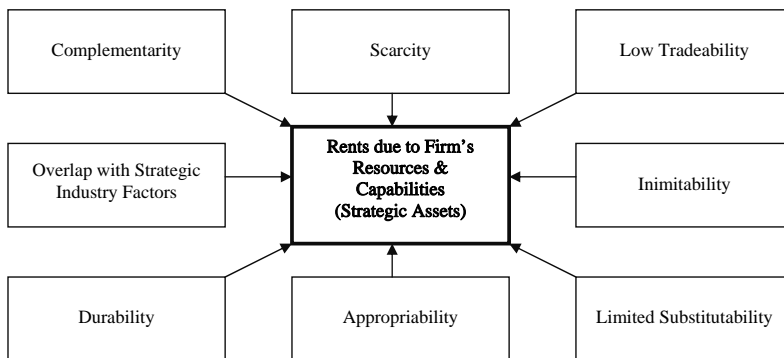 Complementarity
Scarcity
Low Tradeability
Overlap with Strategic
Industry Factors
Rents due to Firm's
Resources &
Capabilities
(Strategic Assets)
Inimitability
Durability
Appropriability
Limited Substitutability